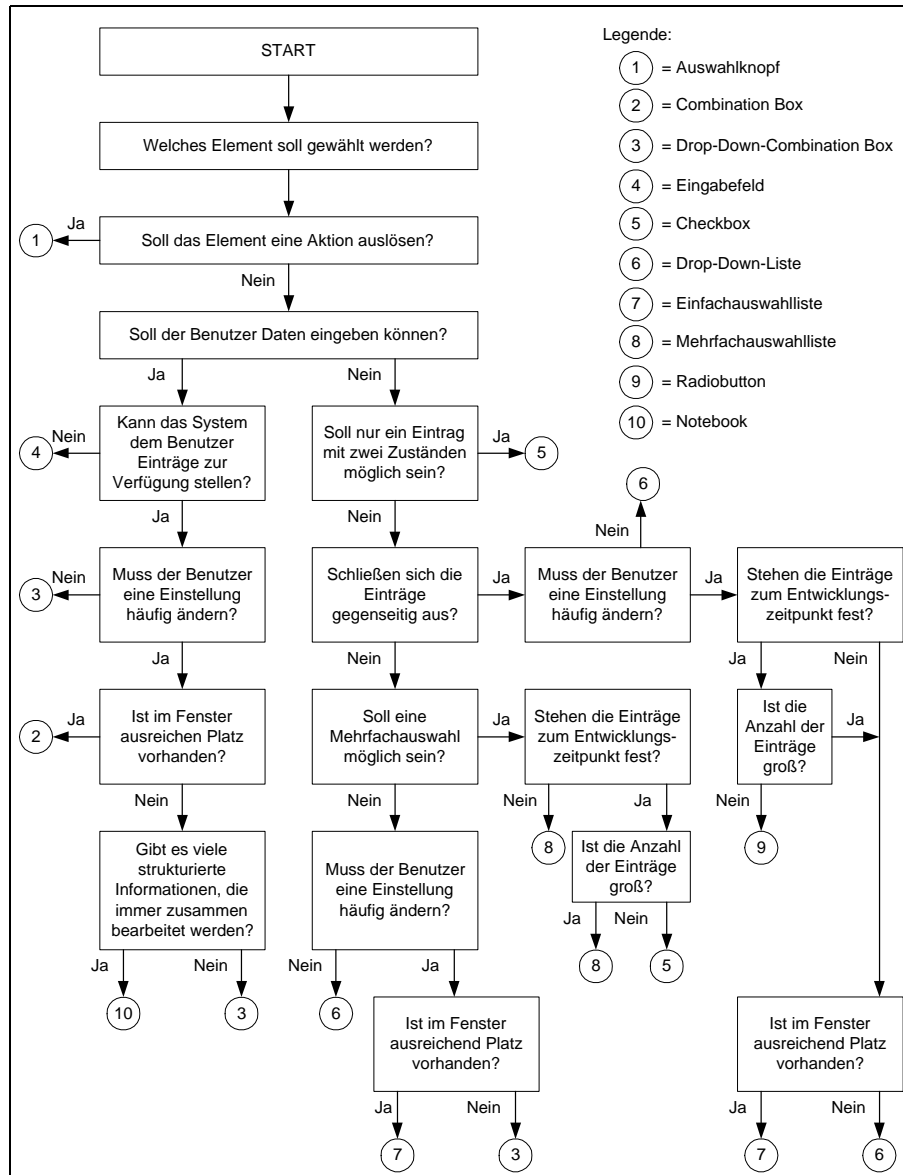 START
Legende:
1 = Auswahlknopf
2 = Combination Box
3 = Drop-Down-Combination Box
4 = Eingabefeld
5 = Checkbox
6 = Drop-Down-Liste
7 = Einfachauswahlliste
8 = Mehrfachauswahlliste
9 = Radiobutton
10 = Notebook
Welches Element soll gewählt werden?
Ja
1
Soll das Element eine Aktion auslösen?
Nein
Soll der Benutzer Daten eingeben können?
Ja
Nein
Nein
4
Kann das System
dem Benutzer
Einträge zur
Verfügung stellen?
Soll nur ein Eintrag
mit zwei Zuständen
möglich sein?
Ja
5
Ja
Nein
6
Nein
Nein
3
Muss der Benutzer
eine Einstellung
häufig ändern?
Schließen sich die
Einträge
gegenseitig aus?
Ja
Muss der Benutzer
eine Einstellung
häufig ändern?
Ja
Stehen die Einträge
zum Entwicklungs-
zeitpunkt fest?
Ja
Nein
Ja
Nein
Ja
2
Ist im Fenster
ausreichen Platz
vorhanden?
Soll eine
Mehrfachauswahl
möglich sein?
Ja
Stehen die Einträge
zum Entwicklungs-
zeitpunkt fest?
Ist die
Anzahl der
Einträge
groß?
Ja
Nein
Nein
Nein
Ja
Nein
8
9
Gibt es viele
strukturierte
Informationen, die
immer zusammen
bearbeitet werden?
Muss der Benutzer
eine Einstellung
häufig ändern?
Ist die Anzahl
der Einträge
groß?
Ja
Nein
8
5
Ja
Nein
Nein
Ja
10
3
6
Ist im Fenster
ausreichend Platz
vorhanden?
Ist im Fenster
ausreichend Platz
vorhanden?
Ja
Nein
Ja
Nein
7
3
7
6